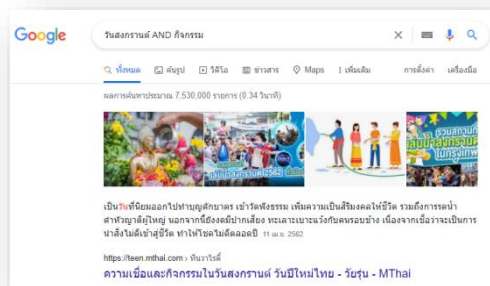 Google
วันสงกรานต์ AND กิจกรรม
ทั้งหมด ค้นรูป วิดีโอ ข่าวสาร Maps เพิ่มเติม การตั้งค่า เครื่องมือ
ผลการค้นหาประมาณ 7,530,000 รายการ (0.34 วินาที)
เป็นวันที่นิยมออกไปทำบุญตักบาตร เข้าวัดฟังธรรม เพิ่มความเป็นสิริมงคลให้ชีวิต รวมถึงการรดน้ำ
ดำหัวญาติผู้ใหญ่ นอกจากนี้ยังงดมีปากเสียง ทะเลาะเบาะแว้งกับคนรอบข้าง เนื่องจากเชื่อว่าจะเป็นการ
นำสิ่งไม่ดีเข้าสู่ชีวิต ทำให้โชคไม่ดีตลอดปี 11 เม.ย. 2562
https://teen.mthai.com › ทีนวาไรตี้
ความเชื่อและกิจกรรมในวันสงกรานต์ วันปีใหม่ไทย - วัยรุ่น - MThai